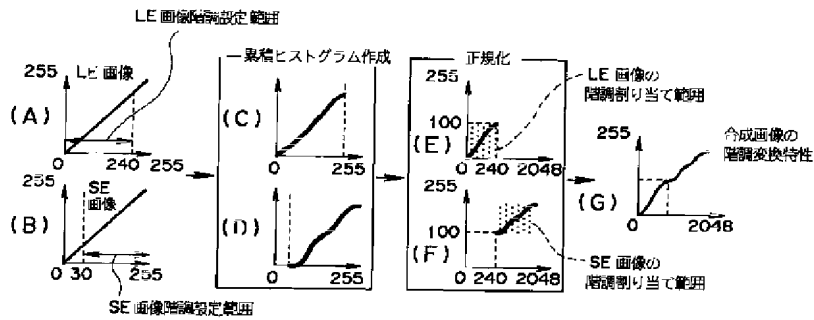 LE 画像階調設定範囲
255
LE 画像
(A)
0 240 255
255
SE
画像
(B)
0 30 255
SE 画像階調設定範囲
累積ヒストグラム作成
(C)
0 255
(D)
0 255
正規化
255
100
(E)
0 240 2048
LE 画像の
階調割り当て範囲
255
100
(F)
0 240 2048
SE 画像の
階調割り当て範囲
255
合成画像の
階調変換特性
(G)
0 2048